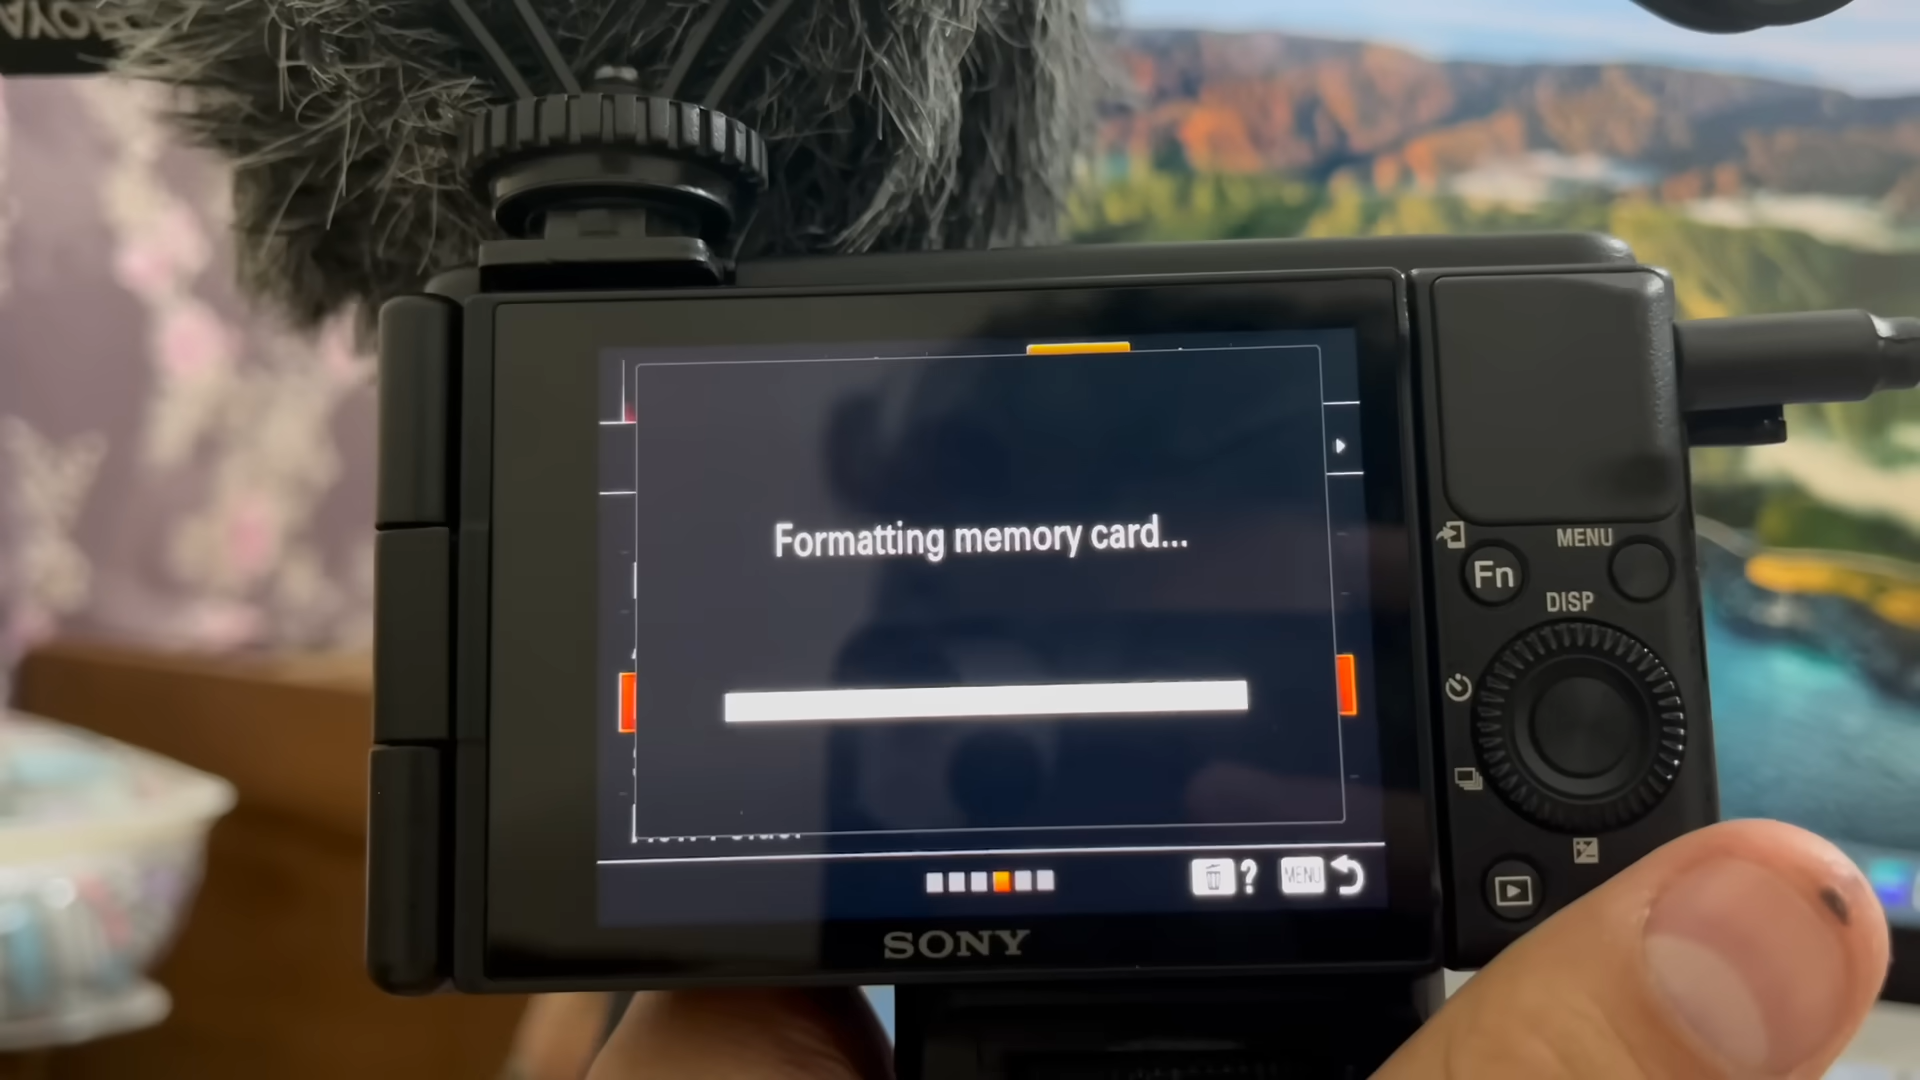 Formatting memory card...
MENU
Fn
DISP
? MENU
SONY